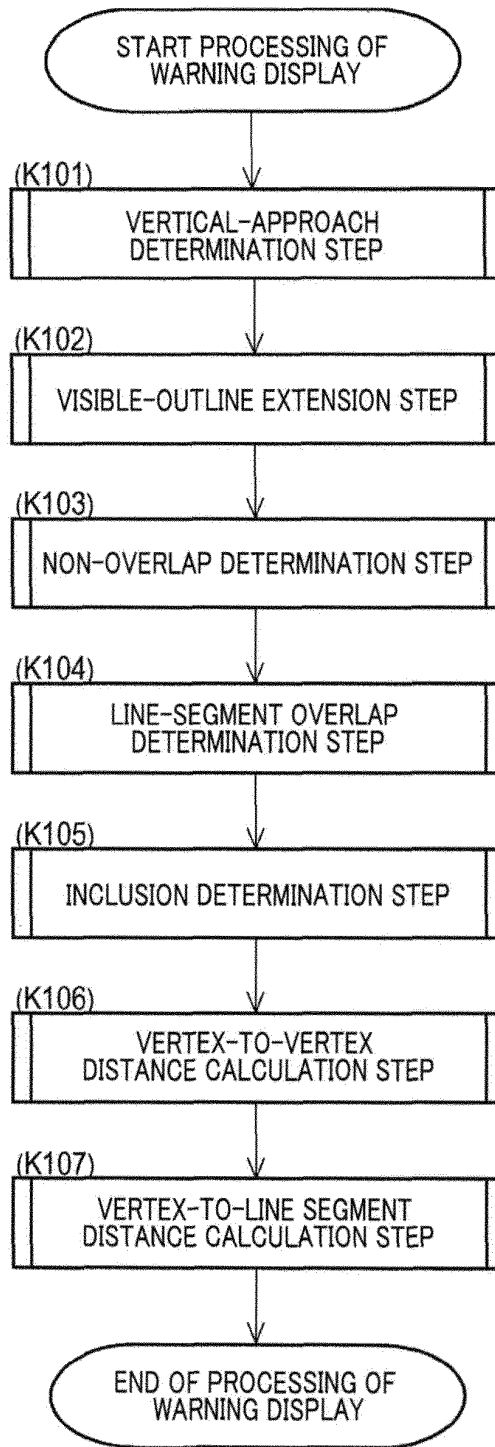 START PROCESSING OF
WARNING DISPLAY
(K101)
VERTICAL-APPROACH
DETERMINATION STEP
(K102)
VISIBLE-OUTLINE EXTENSION STEP
(K103)
NON-OVERLAP DETERMINATION STEP
(K104)
LINE-SEGMENT OVERLAP
DETERMINATION STEP
(K105)
INCLUSION DETERMINATION STEP
(K106)
VERTEX-TO-VERTEX
DISTANCE CALCULATION STEP
(K107)
VERTEX-TO-LINE SEGMENT
DISTANCE CALCULATION STEP
END OF PROCESSING OF
WARNING DISPLAY